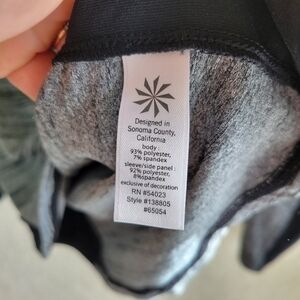 Designed in
Sonoma County,
California
body :
93% polyester,
7% spandex
sleeve/side panel :
92% polyester,
8%spandex
exclusive of decoration
RN #54023
Style #138805
#65054